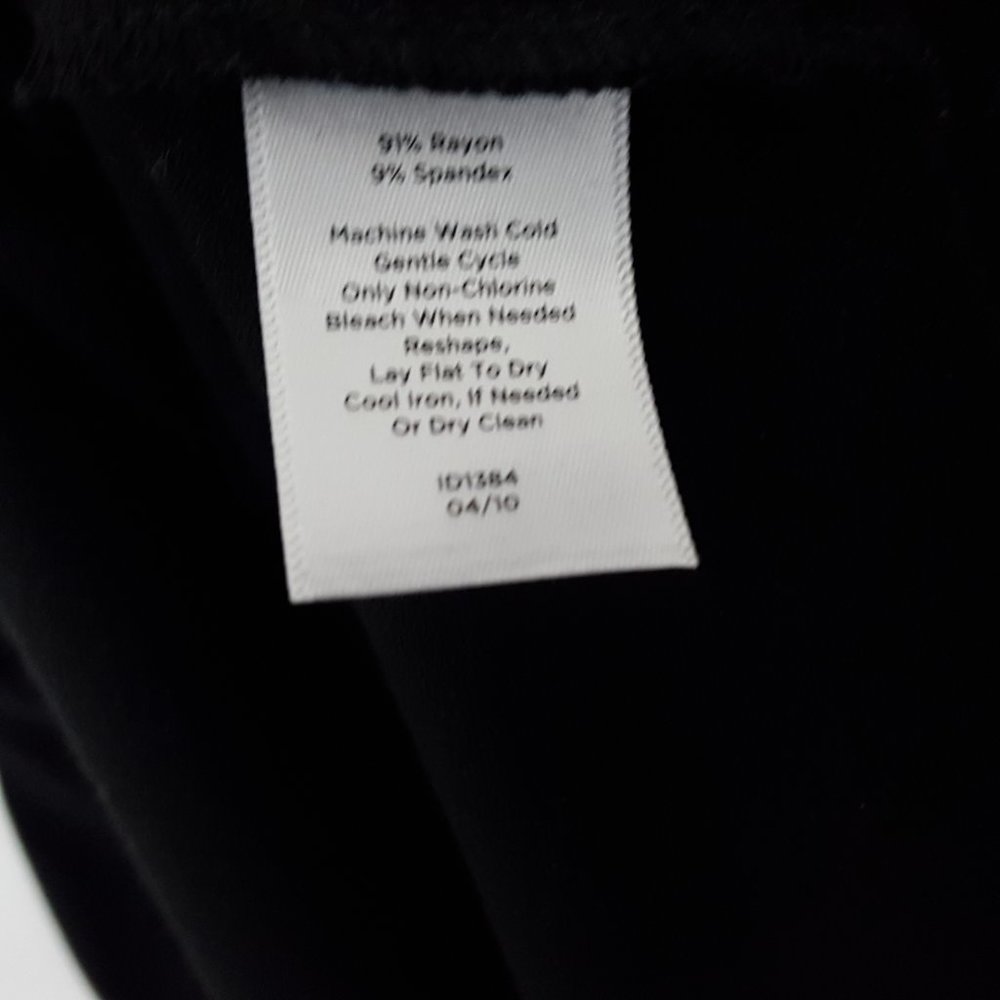 91% Rayon
9% Spandex
Machine Wash Cold
Gentle Cycle
Only Non-Chlorine
Bleach When Needed
Reshape,
Lay Flat To Dry
Cool Iron, If Needed
Or Dry Clean
ID1384
04/10